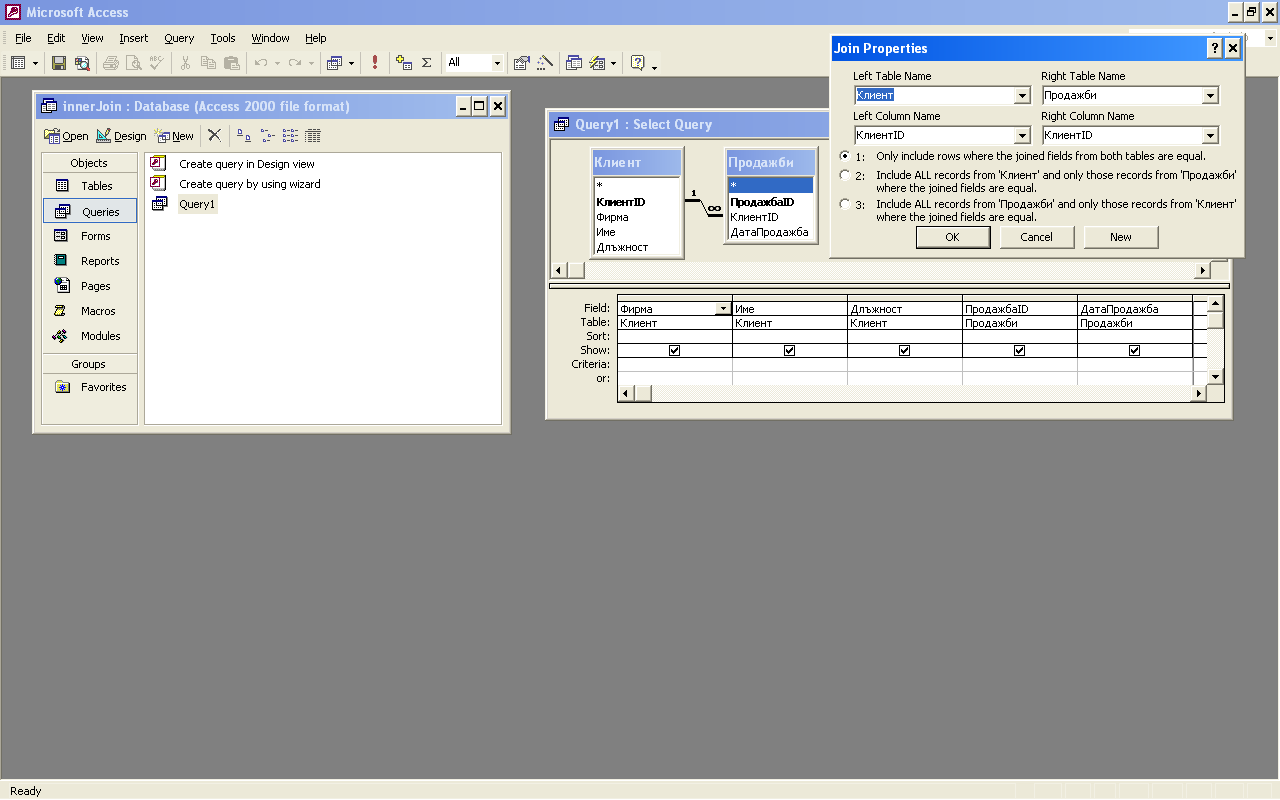 Microsoft Access
File Edit View Insert Query Tools Window Help
All
innerJoin : Database (Access 2000 file format)
Open Design New
Objects
Tables
Queries
Forms
Reports
Pages
Macros
Modules
Groups
Favorites
Create query in Design view
Create query by using wizard
Query1
Query1 : Select Query
Клиент
*
КлиентID
Фирма
Име
Длъжност
1 ∞
Продажби
*
ПродажбаID
КлиентID
ДатаПродажба
Field: Фирма Име Длъжност ПродажбаID ДатаПродажба
Table: Клиент Клиент Клиент Продажби Продажби
Sort:
Show:
Criteria:
or:
Join Properties
Left Table Name Right Table Name
Клиент Продажби
Left Column Name Right Column Name
КлиентID КлиентID
1: Only include rows where the joined fields from both tables are equal.
2: Include ALL records from 'Клиент' and only those records from 'Продажби'
where the joined fields are equal.
3: Include ALL records from 'Продажби' and only those records from 'Клиент'
where the joined fields are equal.
OK Cancel New
Ready